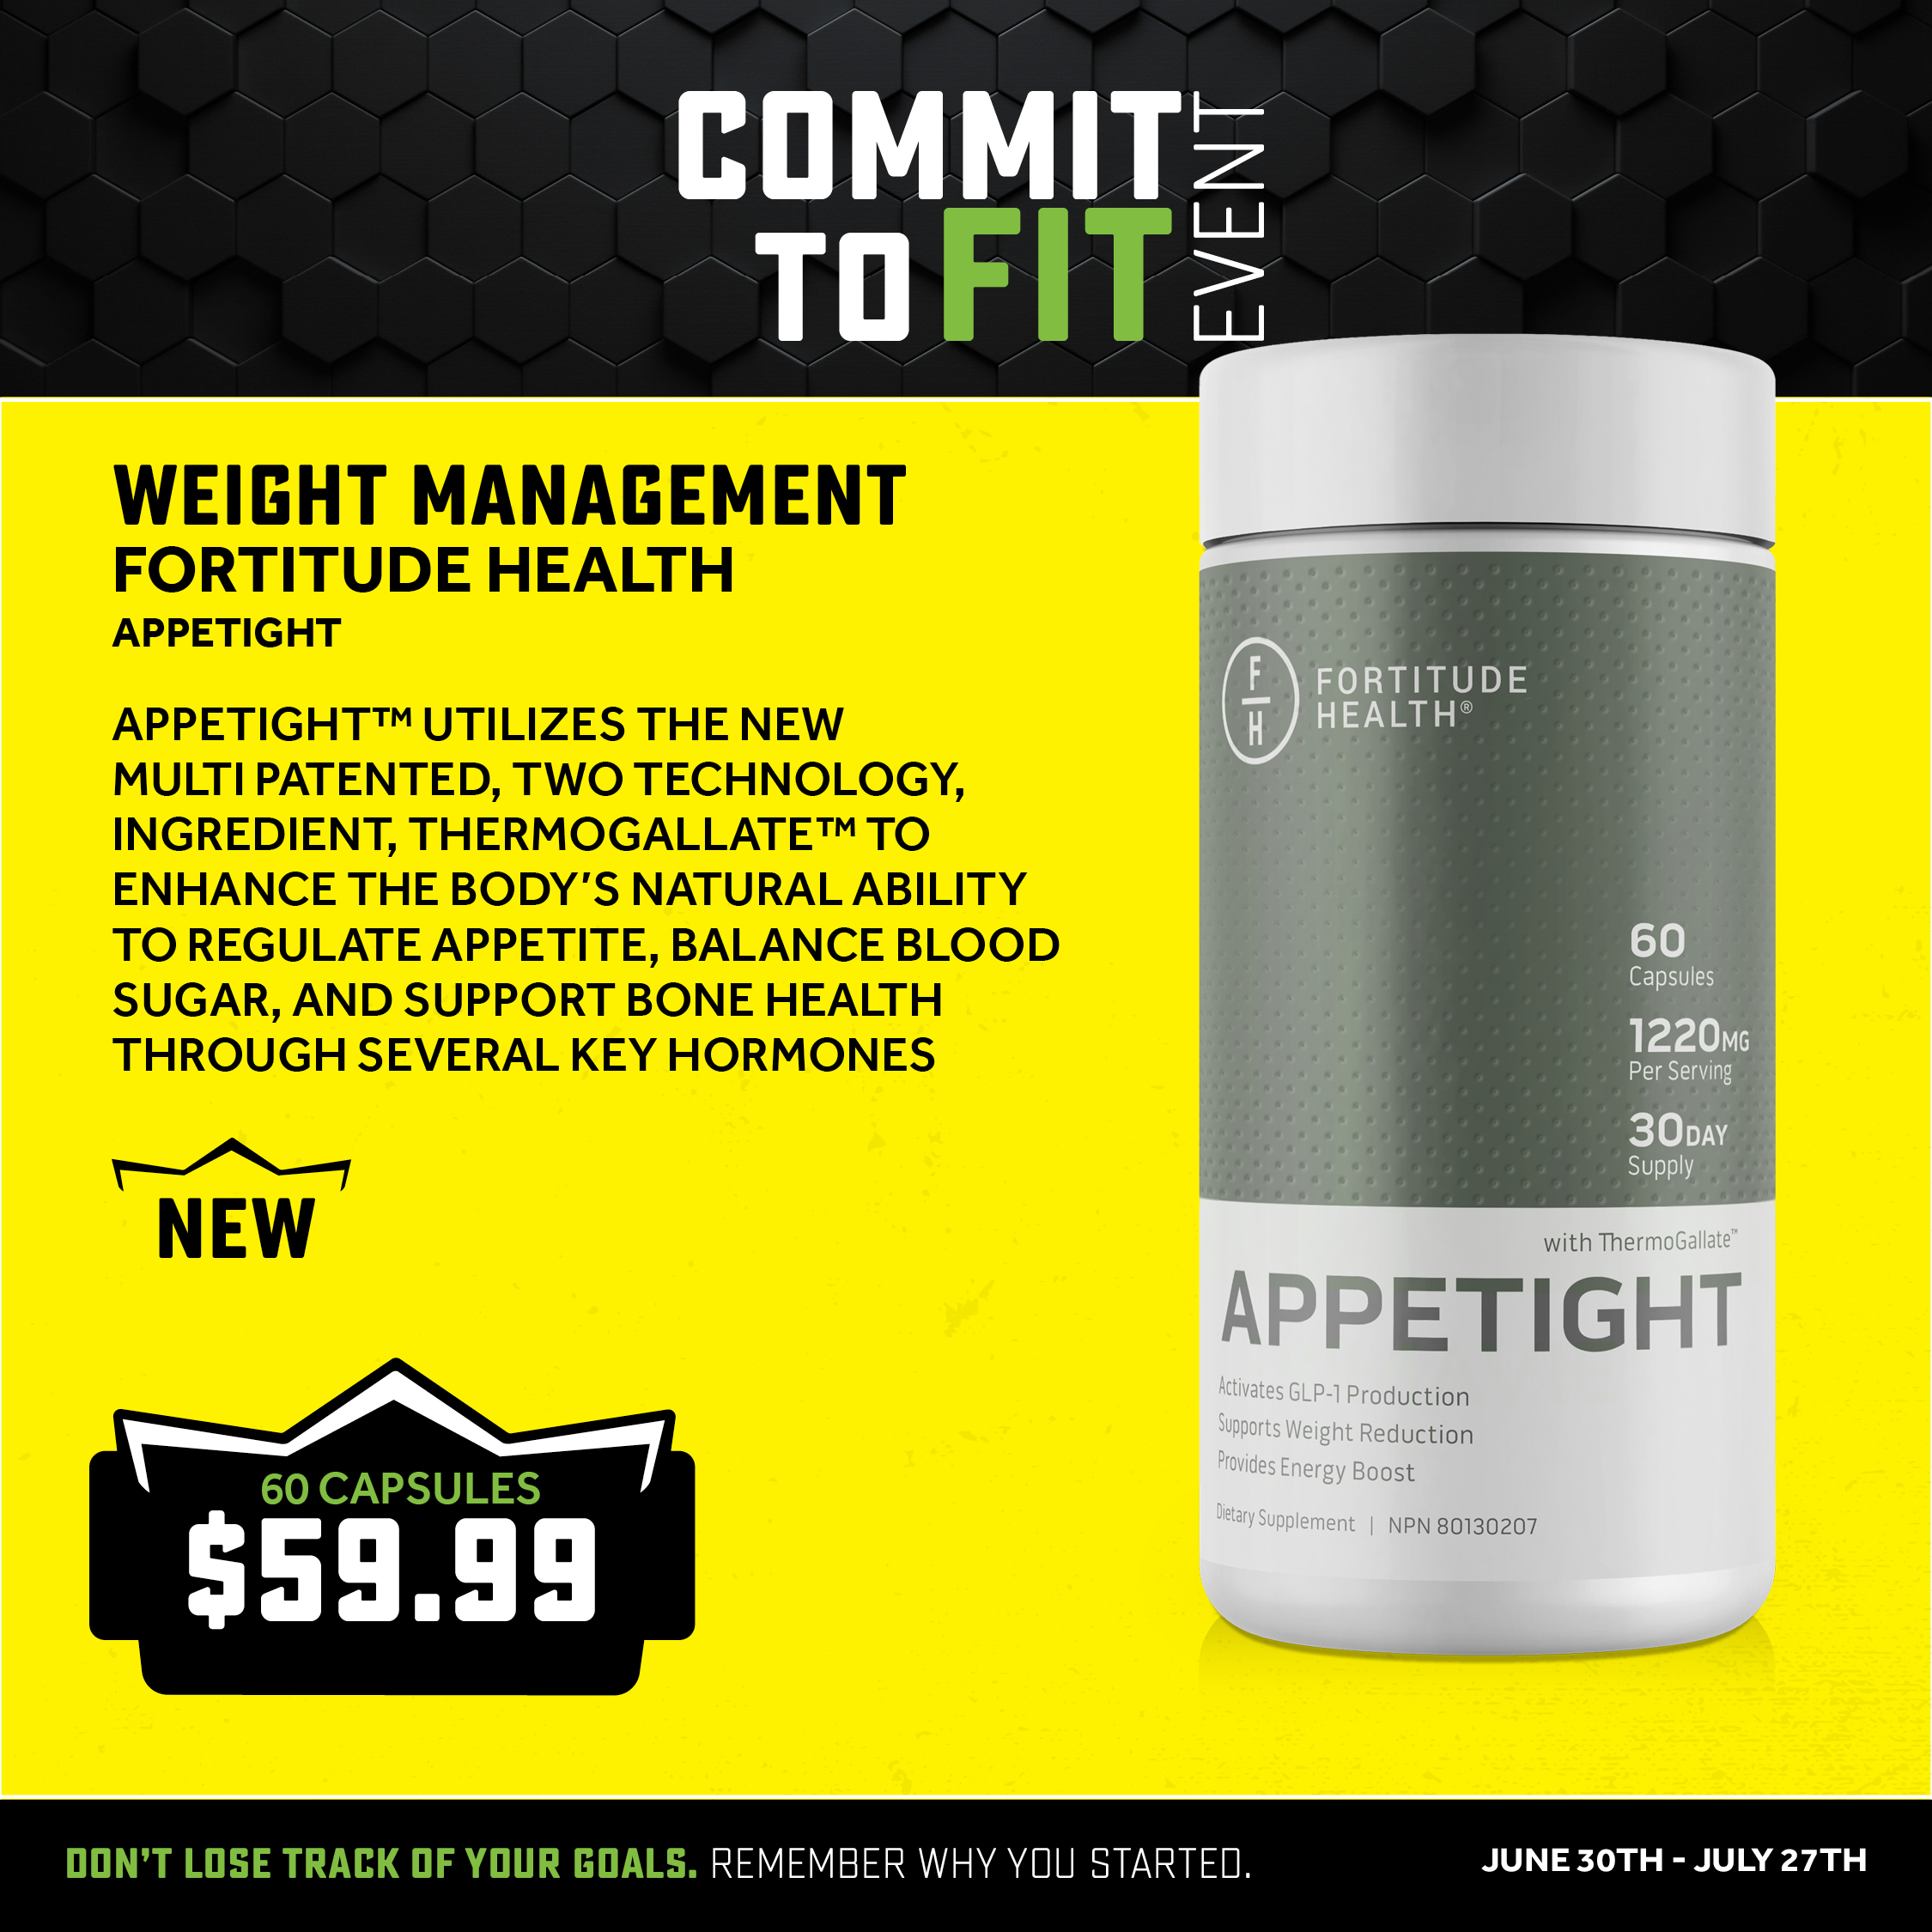 COMMIT
TO FIT
EVENT
WEIGHT MANAGEMENT
FORTITUDE HEALTH
APPETIGHT
APPETIGHT™ UTILIZES THE NEW
MULTI PATENTED, TWO TECHNOLOGY,
INGREDIENT, THERMOGALLATE™ TO
ENHANCE THE BODY'S NATURAL ABILITY
TO REGULATE APPETITE, BALANCE BLOOD
SUGAR, AND SUPPORT BONE HEALTH
THROUGH SEVERAL KEY HORMONES
NEW
60 CAPSULES
$59.99
F
H
FORTITUDE
HEALTH®
60
Capsules
1220MG
Per Serving
30DAY
Supply
with ThermoGallate™
APPETIGHT
Activates GLP-1 Production
Supports Weight Reduction
Provides Energy Boost
Dietary Supplement | NPN 80130207
DON'T LOSE TRACK OF YOUR GOALS. REMEMBER WHY YOU STARTED.
JUNE 30TH - JULY 27TH